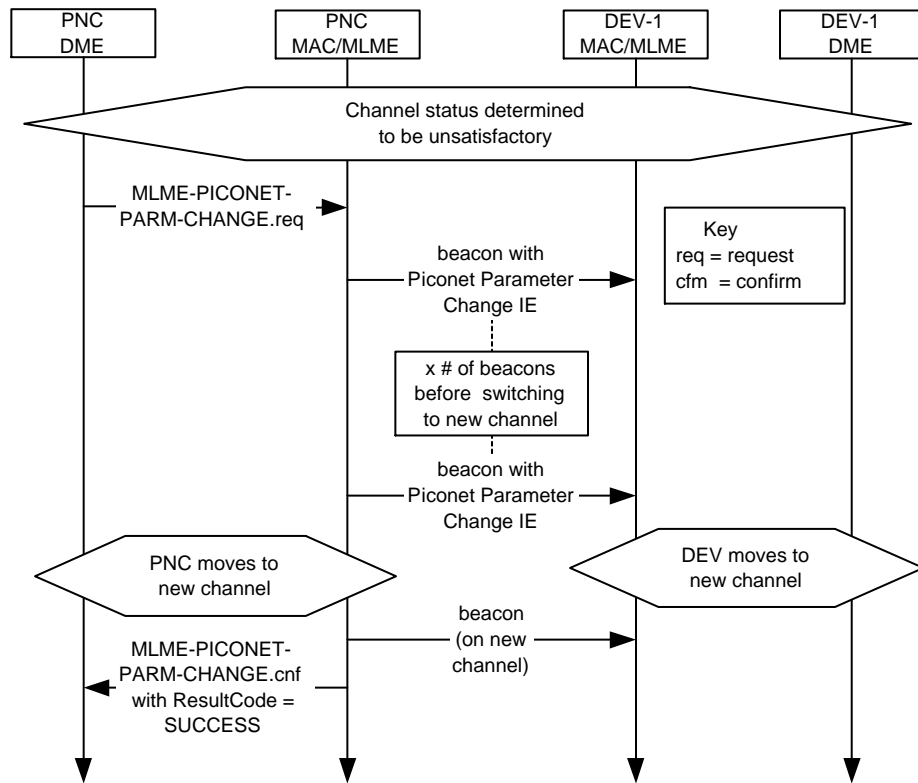 PNC
DME
PNC
MAC/MLME
DEV-1
MAC/MLME
DEV-1
DME
Channel status determined
to be unsatisfactory
MLME-PICONET-
PARM-CHANGE.req
Key
req = request
cfm = confirm
beacon with
Piconet Parameter
Change IE
x # of beacons
before switching
to new channel
beacon with
Piconet Parameter
Change IE
PNC moves to
new channel
DEV moves to
new channel
beacon
(on new
channel)
MLME-PICONET-
PARM-CHANGE.cnf
with ResultCode =
SUCCESS